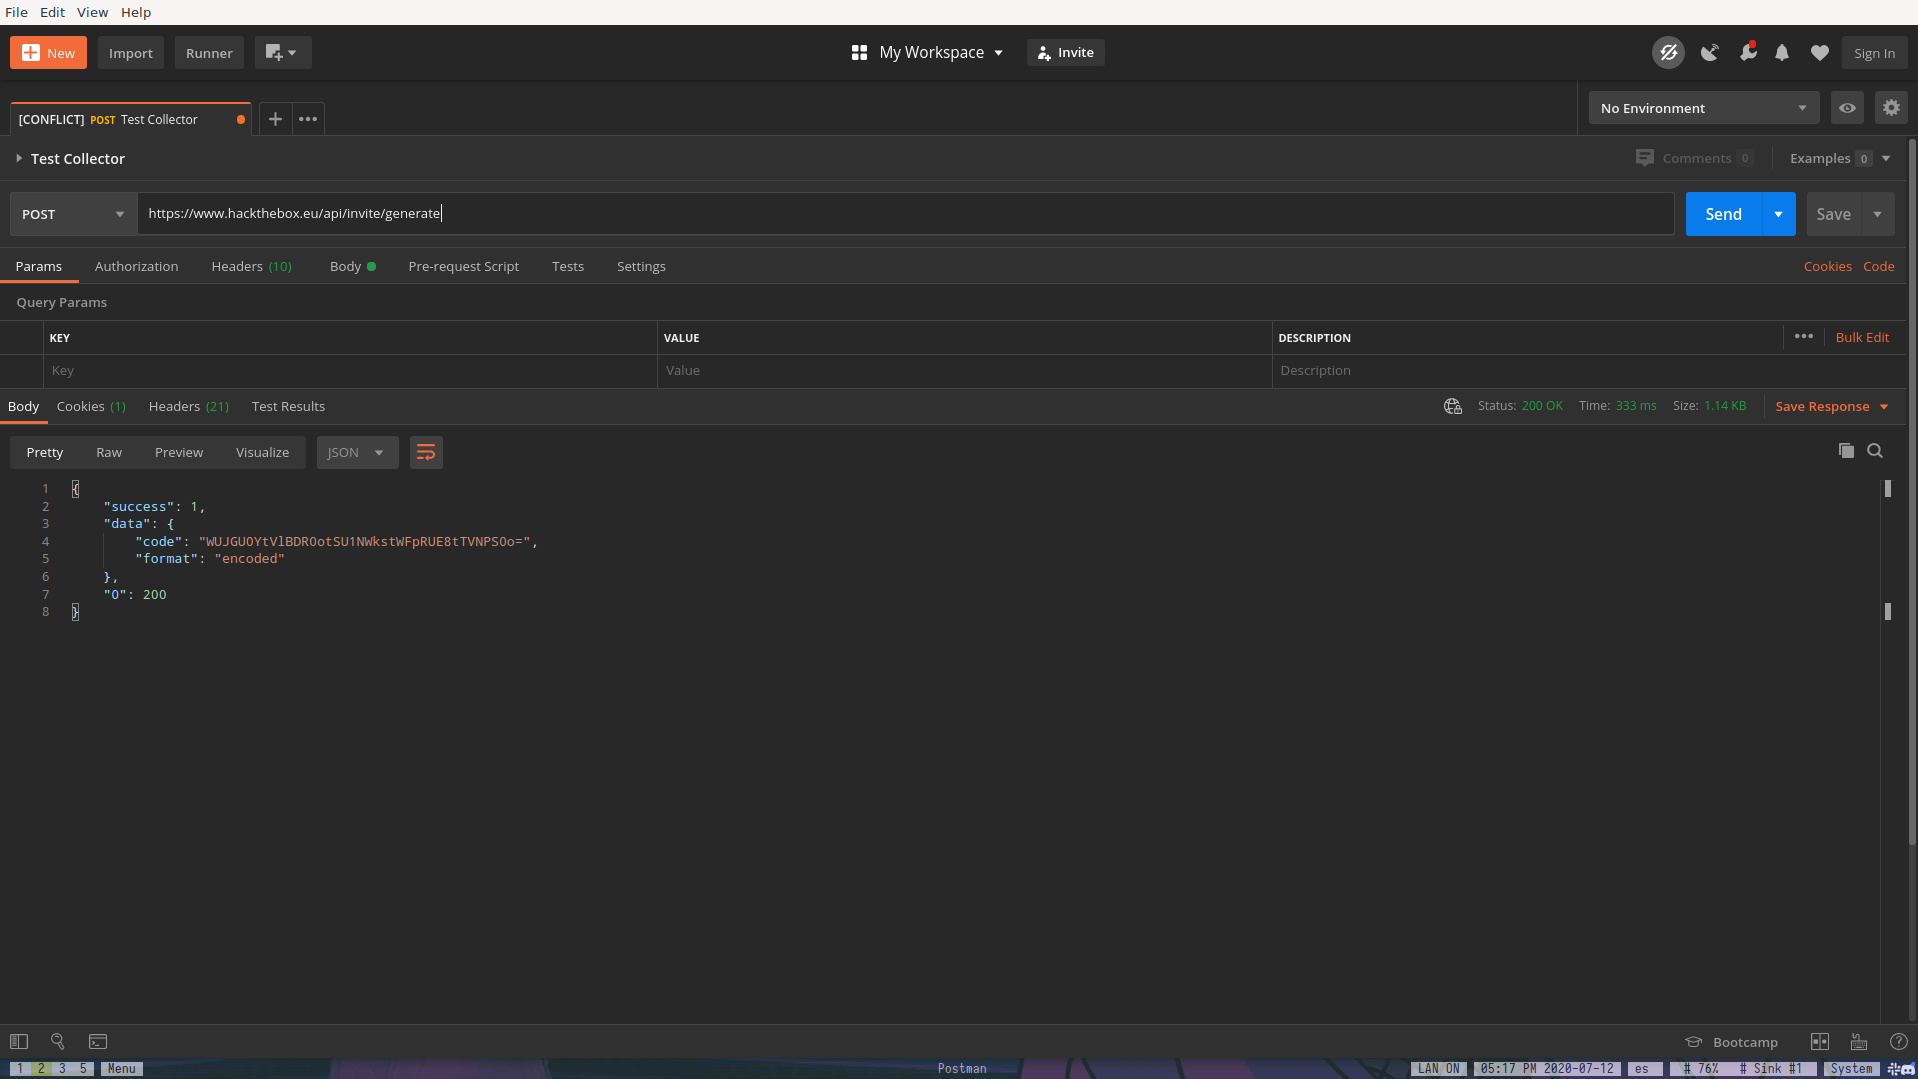 File Edit View Help
New Import Runner My Workspace Invite Sign In
[CONFLICT] POST Test Collector No Environment
Test Collector Comments 0 Examples 0
POST https://www.hackthebox.eu/api/invite/generate Send Save
Params Authorization Headers (10) Body Pre-request Script Tests Settings Cookies Code
Query Params
KEY VALUE DESCRIPTION Bulk Edit
Key Value Description
Body Cookies (1) Headers (21) Test Results Status: 200 OK Time: 333 ms Size: 1.14 KB Save Response
Pretty Raw Preview Visualize JSON
1 {
2 "success": 1,
3 "data": {
4 "code": "WUJGU0YtVlBDR0otSU1NWkstWFpRUE8tTVNPS0o=",
5 "format": "encoded"
6 },
7 "0": 200
8 }
Bootcamp
1 2 3 5 Menu Postman LAN ON 05:17 PM 2020-07-12 es # 76% # Sink #1 System